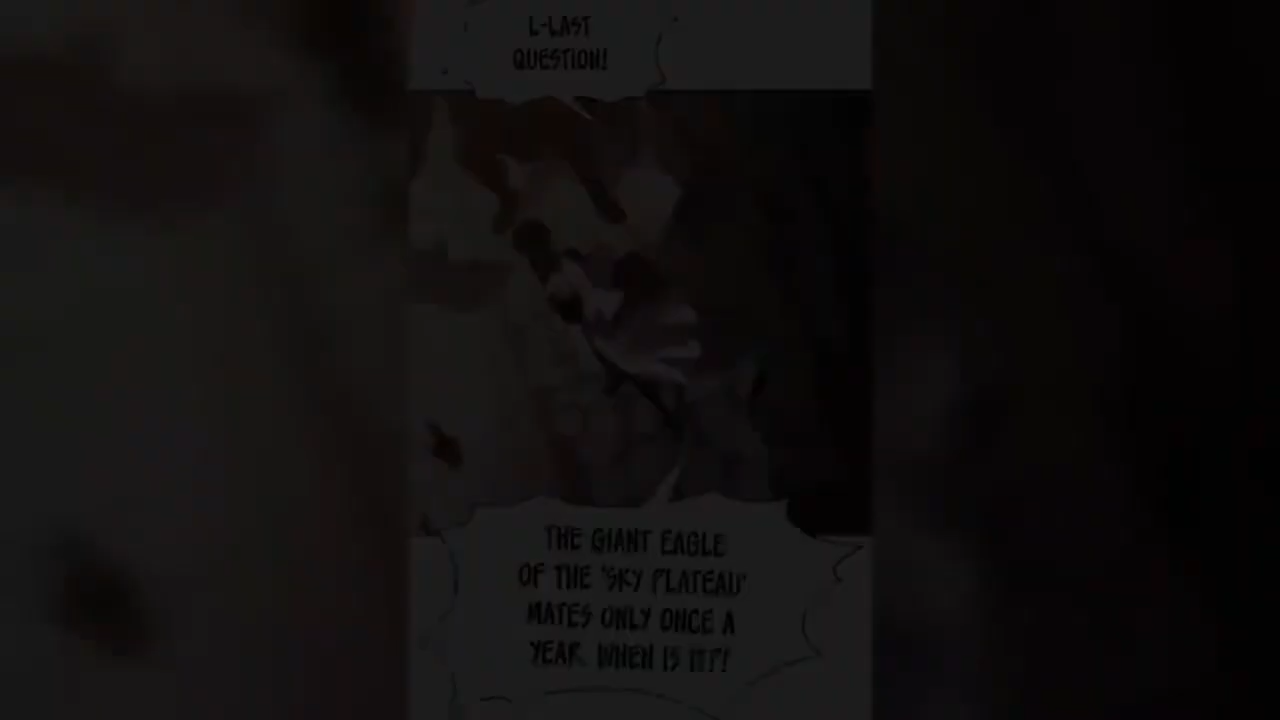 L-LAST
QUESTION!
THE GIANT EAGLE
OF THE 'SKY PLATEAU'
MATES ONLY ONCE A
YEAR. WHEN IS IT?!